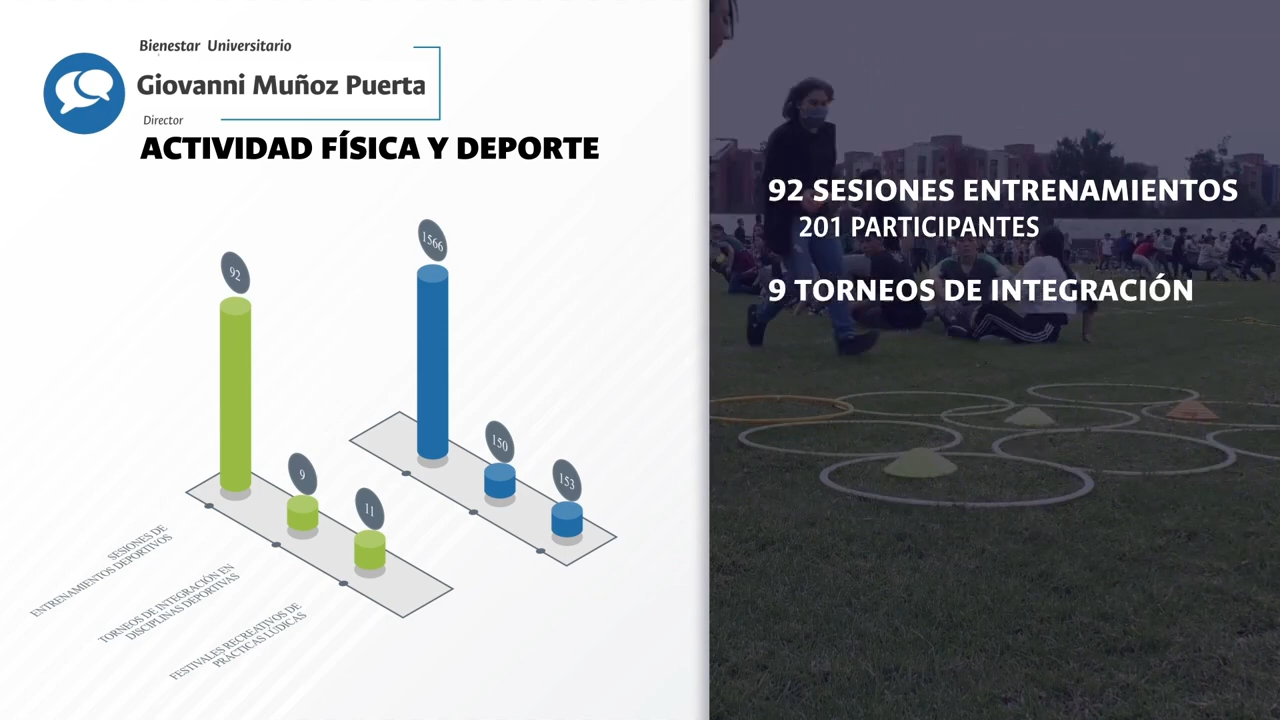 Bienestar Universitario
Giovanni Muñoz Puerta
Director
ACTIVIDAD FÍSICA Y DEPORTE
92
1566
9
150
11
153
SESIONES DE
ENTRENAMIENTOS DEPORTIVOS
TORNEOS DE INTEGRACIÓN EN
DISCIPLINAS DEPORTIVAS
FESTIVALES RECREATIVOS DE
PRÁCTICAS LÚDICAS
92 SESIONES ENTRENAMIENTOS
201 PARTICIPANTES
9 TORNEOS DE INTEGRACIÓN